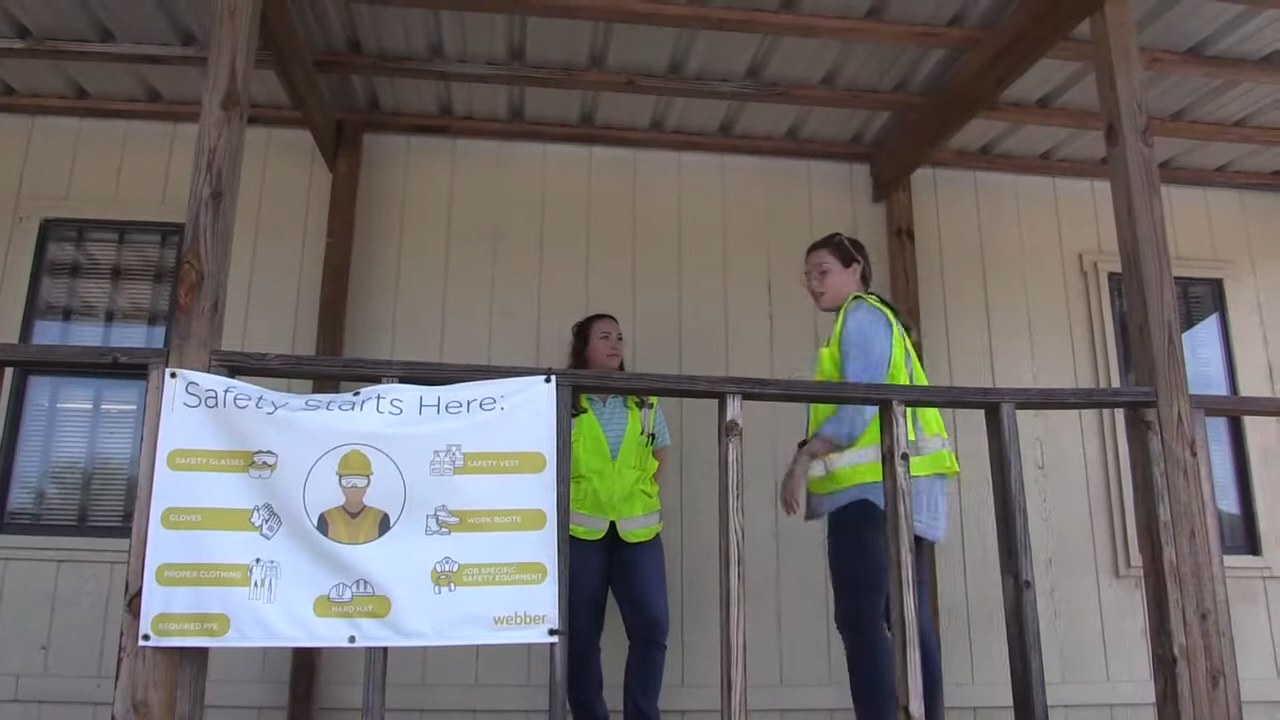 Safety starts Here:
SAFETY GLASSES
SAFETY VEST
GLOVES
WORK BOOTS
PROPER CLOTHING
JOB SPECIFIC
SAFETY EQUIPMENT
HARD HAT
REQUIRED PPE
webber